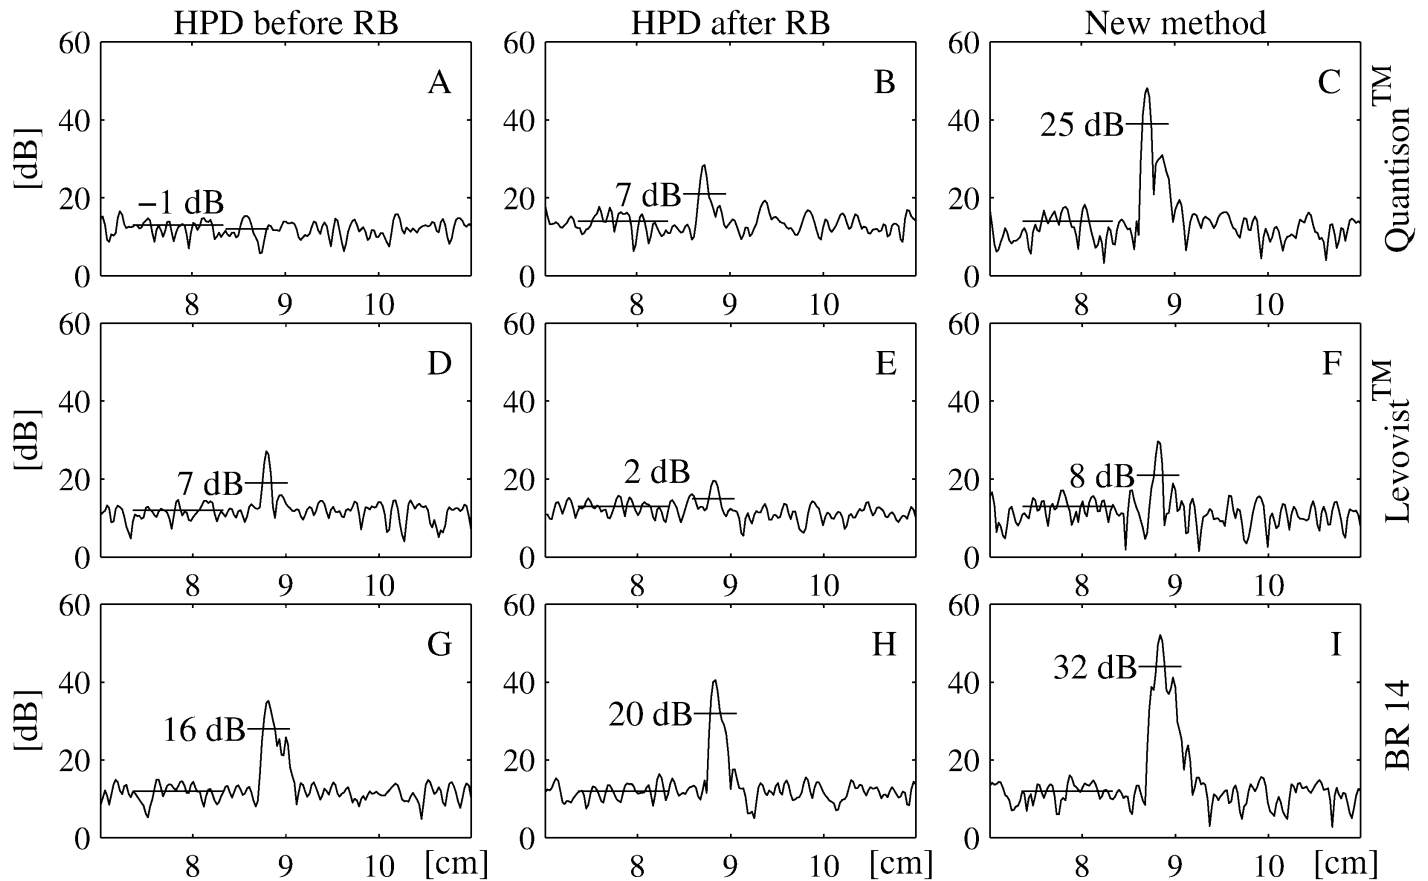 HPD before RB HPD after RB New method
60 60 60
A B C
[dB] 40 40 40 25 dB Quantison™
20 −1 dB 20 7 dB 20
0 0 0
8 9 10 8 9 10 8 9 10
60 60 60
D E F
[dB] 40 40 40 Levovist™
20 7 dB 20 2 dB 20 8 dB
0 0 0
8 9 10 8 9 10 8 9 10
60 60 60
G H I
[dB] 40 16 dB 40 20 dB 40 32 dB BR 14
20 20 20
0 0 0
8 9 10 [cm] 8 9 10 [cm] 8 9 10 [cm]